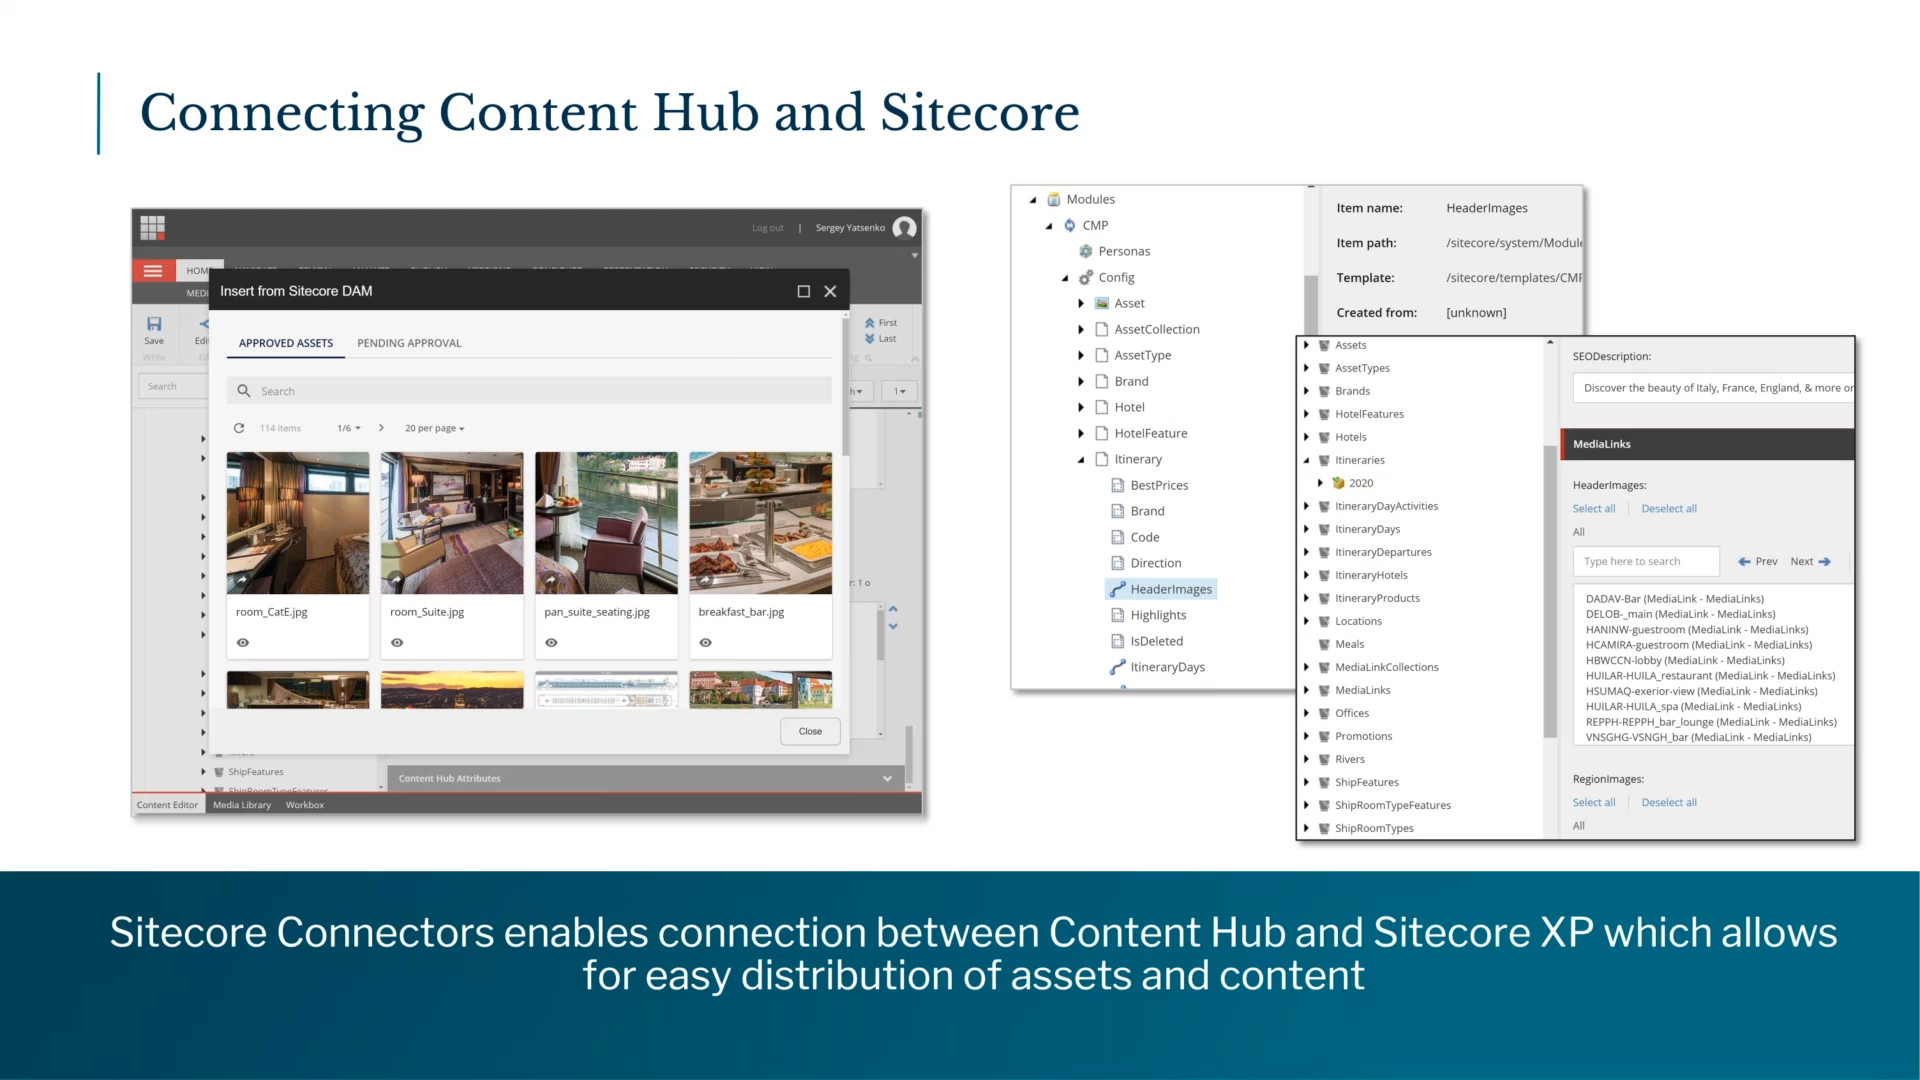 Connecting Content Hub and Sitecore
Log out | Sergey Yatsenko
HOM
MEDI
Insert from Sitecore DAM
Save
Edi
Write
First
Last
Search
APPROVED ASSETS PENDING APPROVAL
Search
114 items 1/6 20 per page
room_CatE.jpg room_Suite.jpg pan_suite_seating.jpg breakfast_bar.jpg
r: 1 o
Close
ShipFeatures
ShipRoomTypeFeatures
Content Hub Attributes
Content Editor Media Library Workbox
Modules
CMP
Personas
Config
Asset
AssetCollection
AssetType
Brand
Hotel
HotelFeature
Itinerary
BestPrices
Brand
Code
Direction
HeaderImages
Highlights
IsDeleted
ItineraryDays
Item name: HeaderImages
Item path: /sitecore/system/Module
Template: /sitecore/templates/CMP
Created from: [unknown]
Assets
AssetTypes
Brands
HotelFeatures
Hotels
Itineraries
2020
ItineraryDayActivities
ItineraryDays
ItineraryDepartures
ItineraryHotels
ItineraryProducts
Locations
Meals
MediaLinkCollections
MediaLinks
Offices
Promotions
Rivers
ShipFeatures
ShipRoomTypeFeatures
ShipRoomTypes
SEODescription:
Discover the beauty of Italy, France, England, & more or
MediaLinks
HeaderImages:
Select all Deselect all
All
Type here to search Prev Next
DADAV-Bar (MediaLink - MediaLinks)
DELOB-_main (MediaLink - MediaLinks)
HANINW-guestroom (MediaLink - MediaLinks)
HCAMIRA-guestroom (MediaLink - MediaLinks)
HBWCCN-lobby (MediaLink - MediaLinks)
HUILAR-HUILA_restaurant (MediaLink - MediaLinks)
HSUMAQ-exerior-view (MediaLink - MediaLinks)
HUILAR-HUILA_spa (MediaLink - MediaLinks)
REPPH-REPPH_bar_lounge (MediaLink - MediaLinks)
VNSGHG-VSNGH_bar (MediaLink - MediaLinks)
RegionImages:
Select all Deselect all
All
Sitecore Connectors enables connection between Content Hub and Sitecore XP which allows
for easy distribution of assets and content